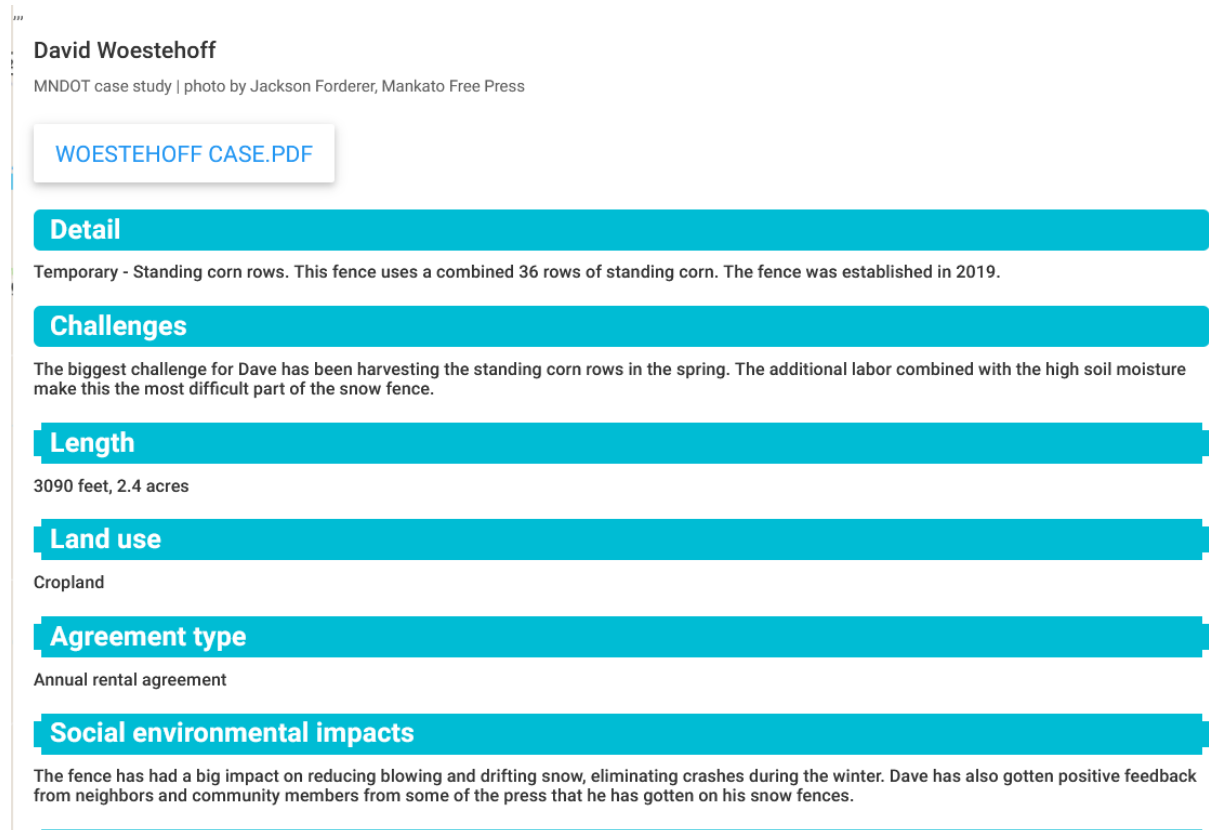 David Woestehoff
MNDOT case study | photo by Jackson Forderer, Mankato Free Press
WOESTEHOFF CASE.PDF
Detail
Temporary - Standing corn rows. This fence uses a combined 36 rows of standing corn. The fence was established in 2019.
Challenges
The biggest challenge for Dave has been harvesting the standing corn rows in the spring. The additional labor combined with the high soil moisture
make this the most difficult part of the snow fence.
Length
3090 feet, 2.4 acres
Land use
Cropland
Agreement type
Annual rental agreement
Social environmental impacts
The fence has had a big impact on reducing blowing and drifting snow, eliminating crashes during the winter. Dave has also gotten positive feedback
from neighbors and community members from some of the press that he has gotten on his snow fences.